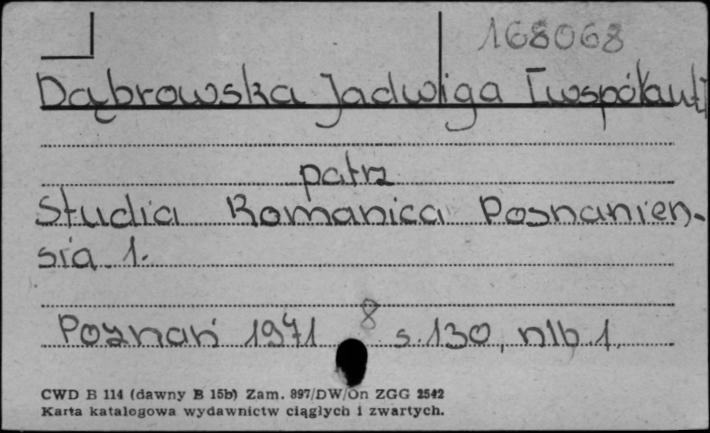 168068
Dąbrowska Jadwiga [współaut]
patrz
Studia Romanica Posnanien-
sia 1.
Poznań 1971 8 s. 130, nlb. 1.
CWD B 114 (dawny B 15b) Zam. 897/DW/On ZGG 2542
Karta katalogowa wydawnictw ciągłych i zwartych.